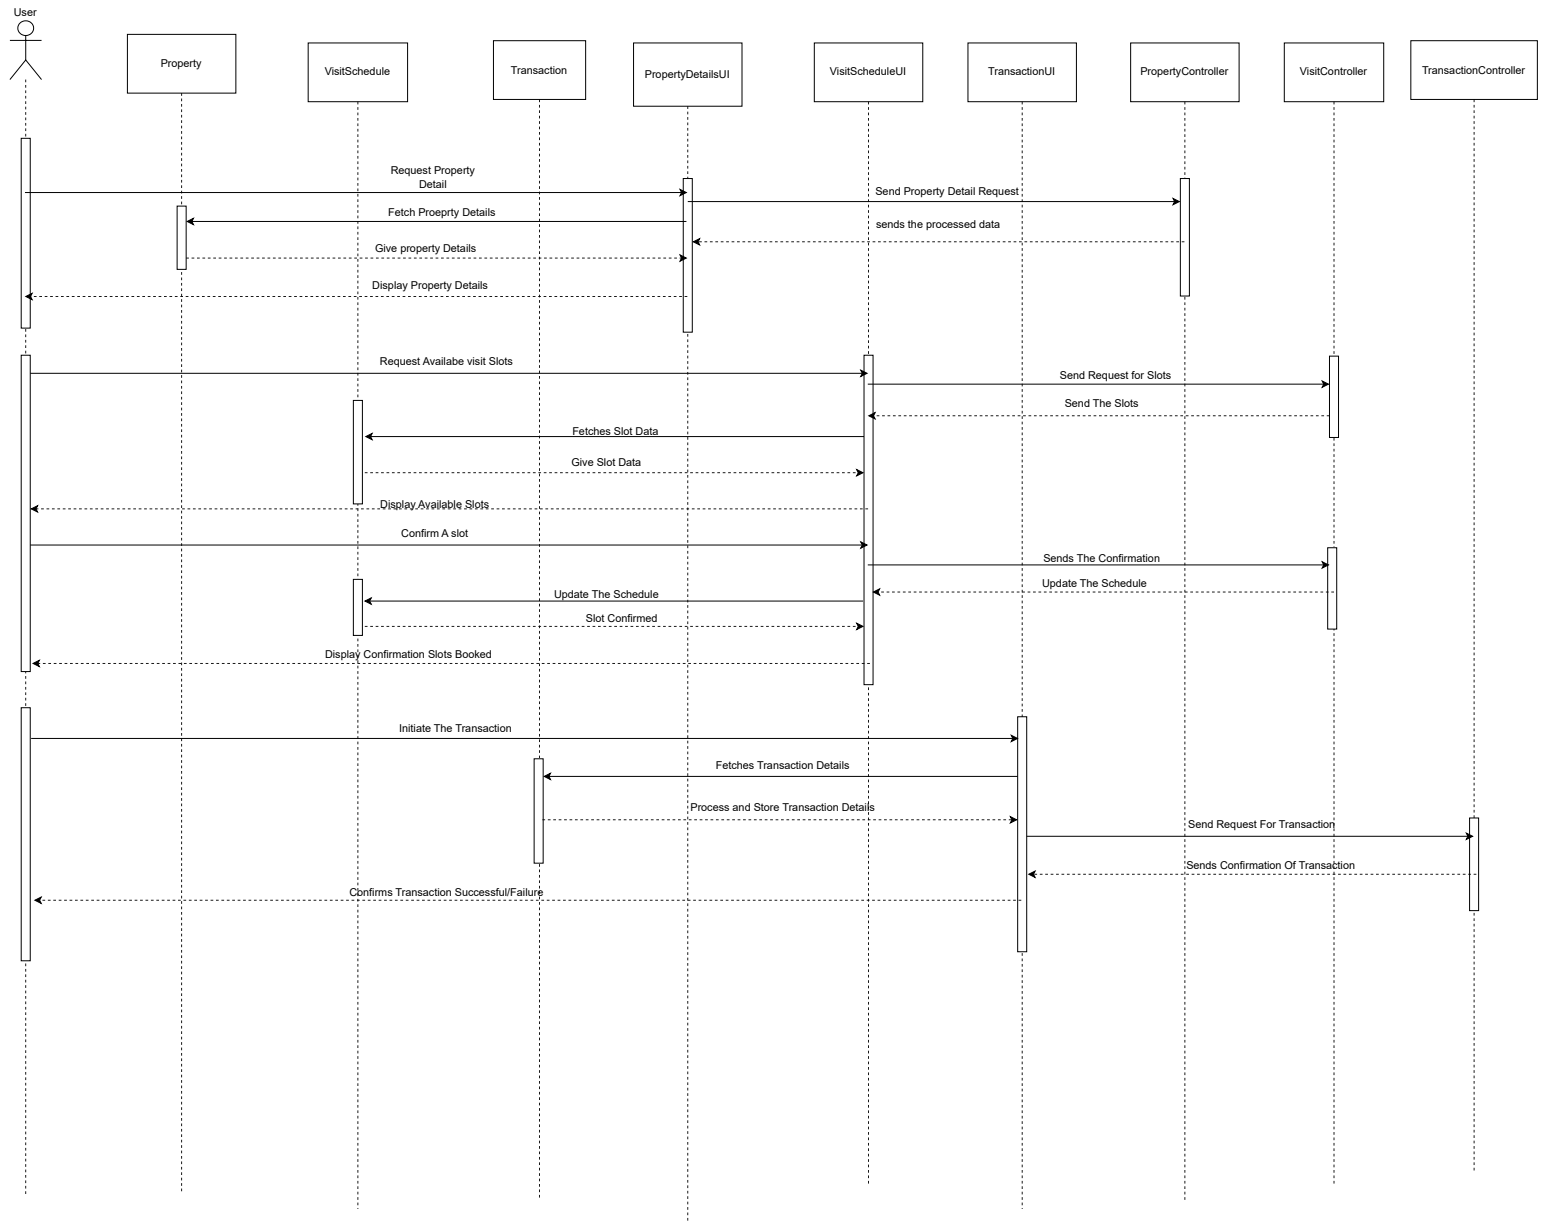 User
Property
VisitSchedule
Transaction
PropertyDetailsUI
VisitScheduleUI
TransactionUI
PropertyController
VisitController
TransactionController
Request Property
Detail
Send Property Detail Request
Fetch Proeprty Details
sends the processed data
Give property Details
Display Property Details
Request Availabe visit Slots
Send Request for Slots
Send The Slots
Fetches Slot Data
Give Slot Data
Display Available Slots
Confirm A slot
Sends The Confirmation
Update The Schedule
Update The Schedule
Slot Confirmed
Display Confirmation Slots Booked
Initiate The Transaction
Fetches Transaction Details
Process and Store Transaction Details
Send Request For Transaction
Sends Confirmation Of Transaction
Confirms Transaction Successful/Failure